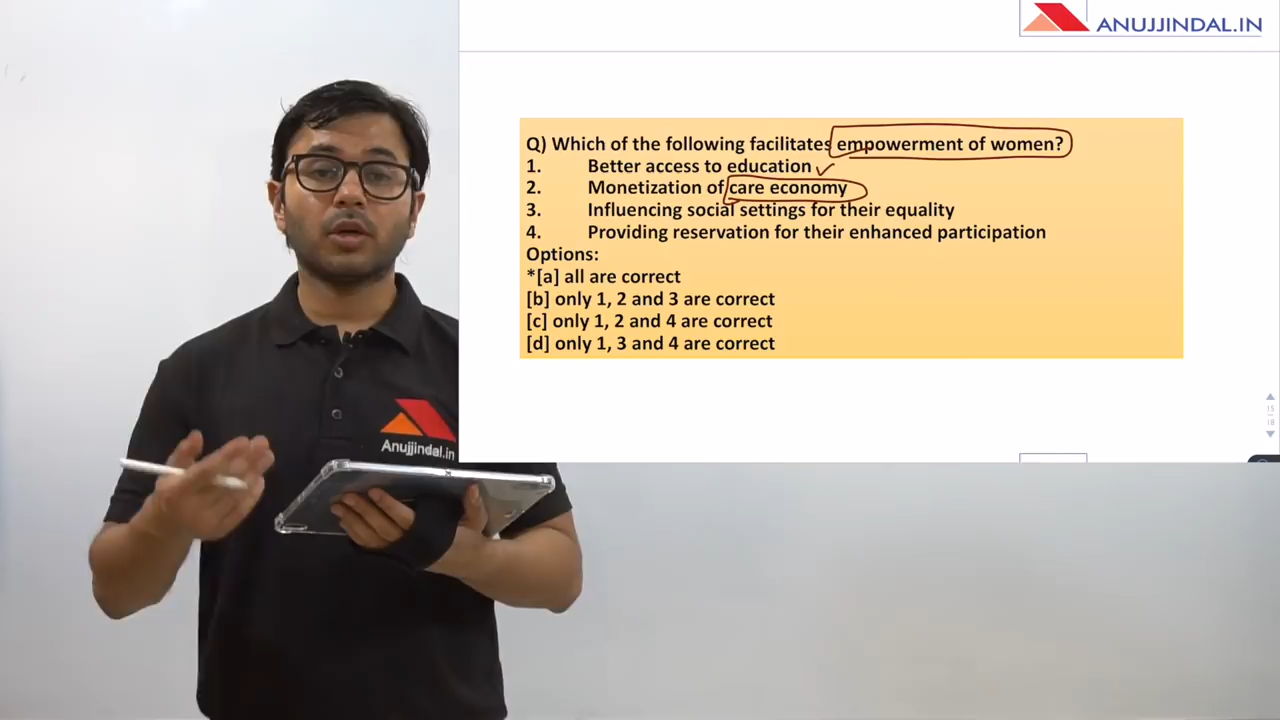 ANUJJINDAL.IN
Q) Which of the following facilitates empowerment of women?
1. Better access to education
2. Monetization of care economy
3. Influencing social settings for their equality
4. Providing reservation for their enhanced participation
Options:
*[a] all are correct
[b] only 1, 2 and 3 are correct
[c] only 1, 2 and 4 are correct
[d] only 1, 3 and 4 are correct
15
18
Anujjindal.in